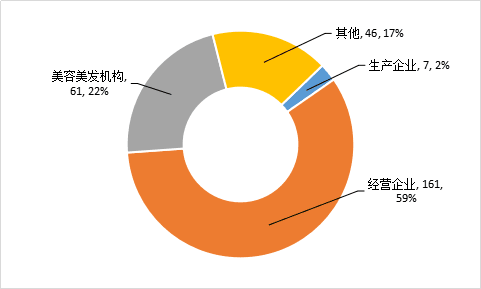 其他, 46, 17%
生产企业, 7, 2%
美容美发机构,
61, 22%
经营企业, 161,
59%